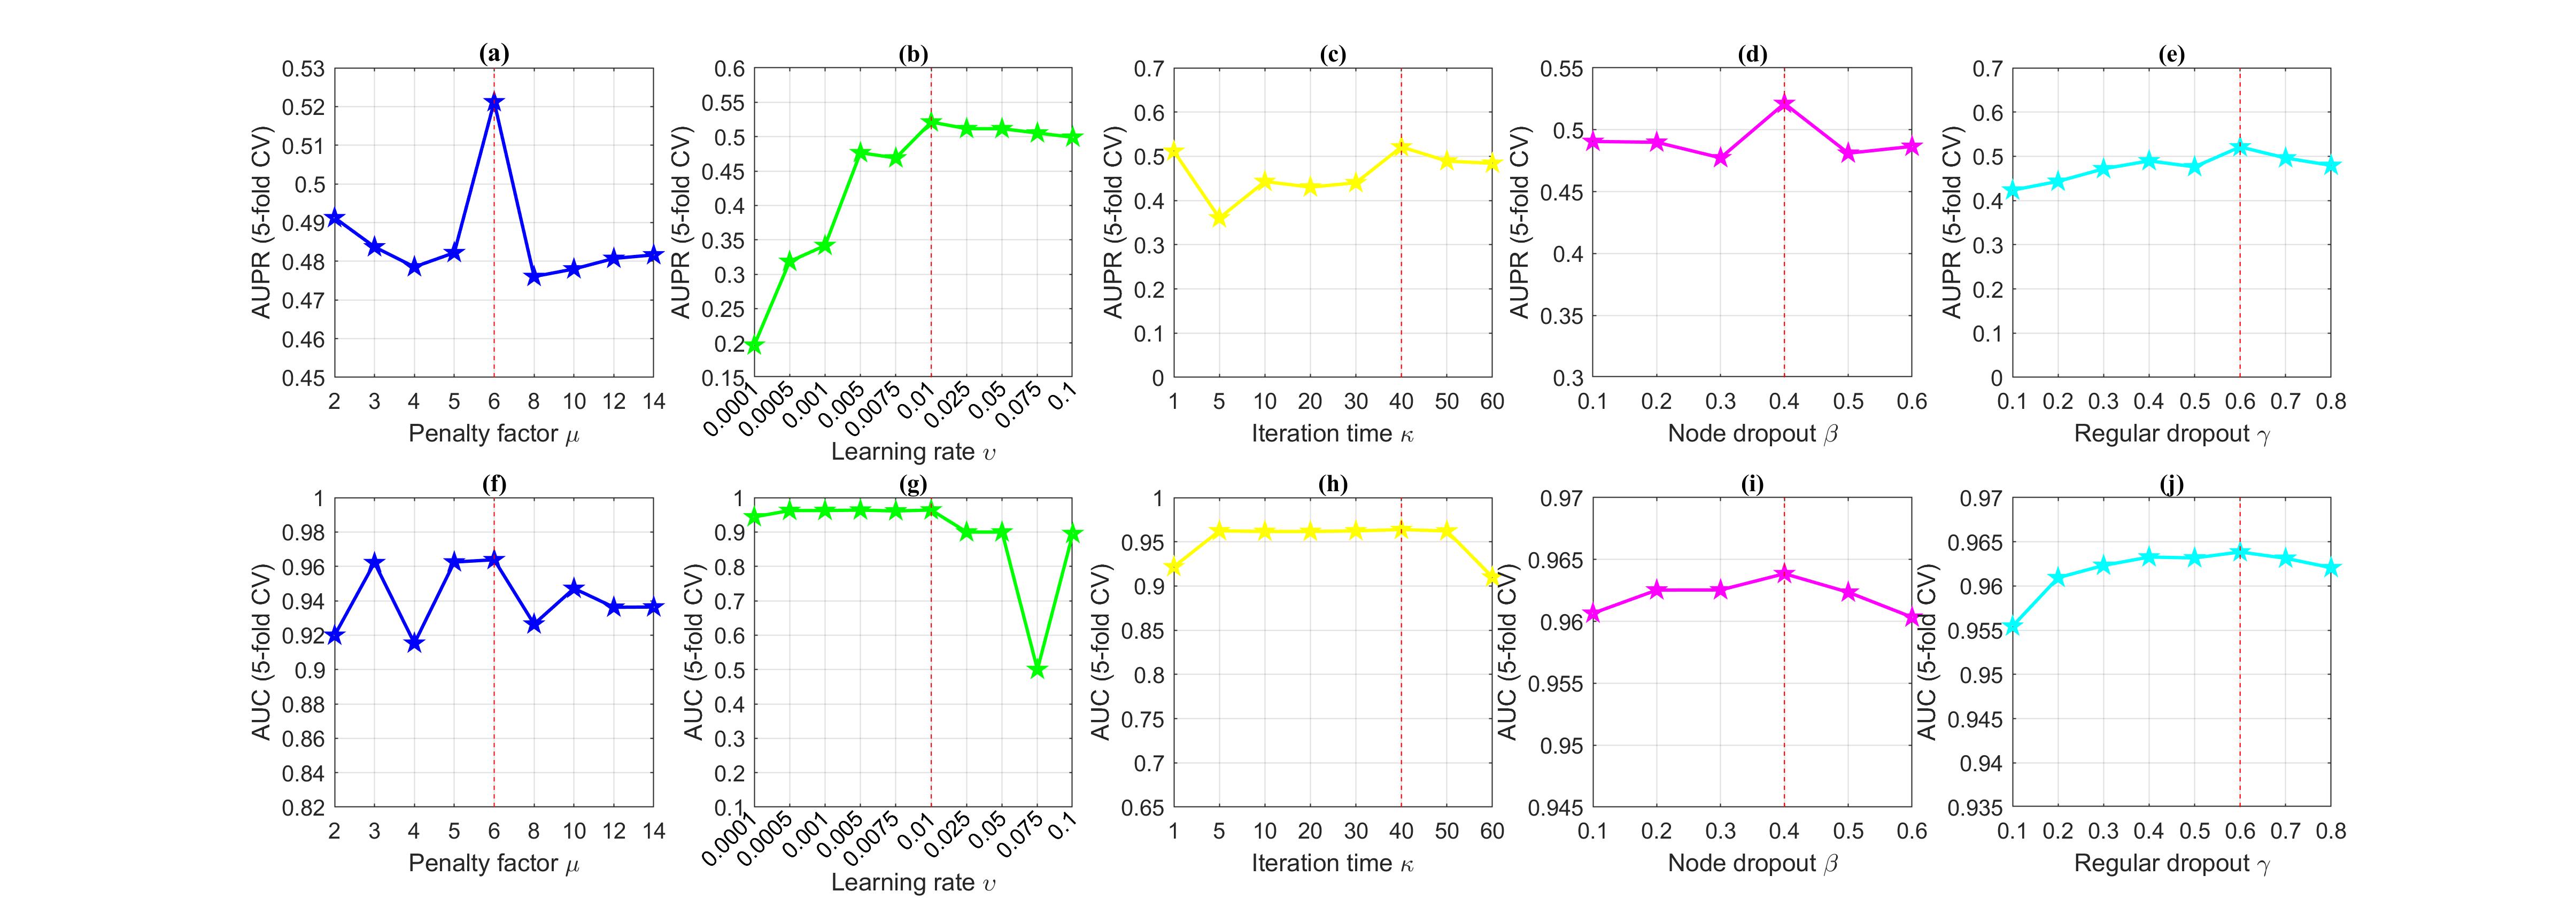 (a)
0.53
0.52
0.51
0.5
0.49
0.48
0.47
0.46
0.45
AUPR (5-fold CV)
2 3 4 5 6 8 10 12 14
Penalty factor μ
(b)
0.6
0.55
0.5
0.45
0.4
0.35
0.3
0.25
0.2
0.15
AUPR (5-fold CV)
0.0001 0.0005 0.001 0.005 0.0075 0.01 0.025 0.05 0.075 0.1
Learning rate υ
(c)
0.7
0.6
0.5
0.4
0.3
0.2
0.1
0
AUPR (5-fold CV)
1 5 10 20 30 40 50 60
Iteration time κ
(d)
0.55
0.5
0.45
0.4
0.35
0.3
AUPR (5-fold CV)
0.1 0.2 0.3 0.4 0.5 0.6
Node dropout β
(e)
0.7
0.6
0.5
0.4
0.3
0.2
0.1
0
AUPR (5-fold CV)
0.1 0.2 0.3 0.4 0.5 0.6 0.7 0.8
Regular dropout γ
(f)
1
0.98
0.96
0.94
0.92
0.9
0.88
0.86
0.84
0.82
AUC (5-fold CV)
2 3 4 5 6 8 10 12 14
Penalty factor μ
(g)
1
0.9
0.8
0.7
0.6
0.5
0.4
0.3
0.2
0.1
AUC (5-fold CV)
0.0001 0.0005 0.001 0.005 0.0075 0.01 0.025 0.05 0.075 0.1
Learning rate υ
(h)
1
0.95
0.9
0.85
0.8
0.75
0.7
0.65
AUC (5-fold CV)
1 5 10 20 30 40 50 60
Iteration time κ
(i)
0.97
0.965
0.96
0.955
0.95
0.945
AUC (5-fold CV)
0.1 0.2 0.3 0.4 0.5 0.6
Node dropout β
(j)
0.97
0.965
0.96
0.955
0.95
0.945
0.94
0.935
AUC (5-fold CV)
0.1 0.2 0.3 0.4 0.5 0.6 0.7 0.8
Regular dropout γ